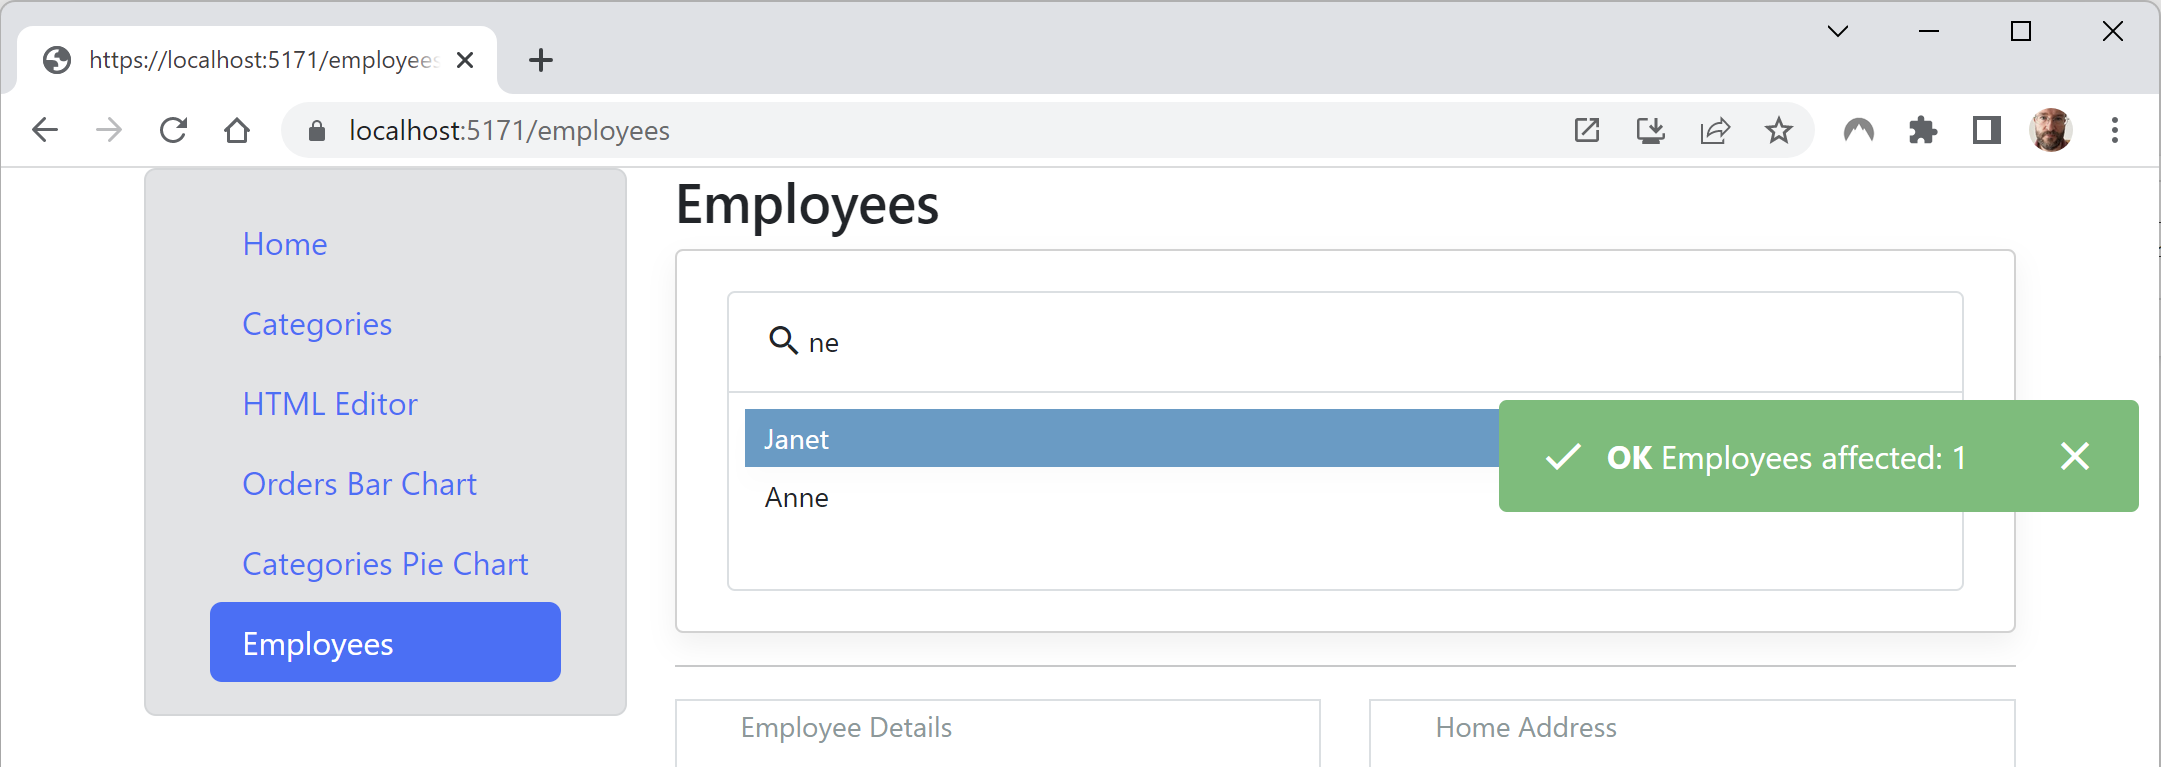 https://localhost:5171/employees
localhost:5171/employees
Home
Categories
HTML Editor
Orders Bar Chart
Categories Pie Chart
Employees
Employees
ne
Janet
Anne
OK Employees affected: 1
Employee Details
Home Address